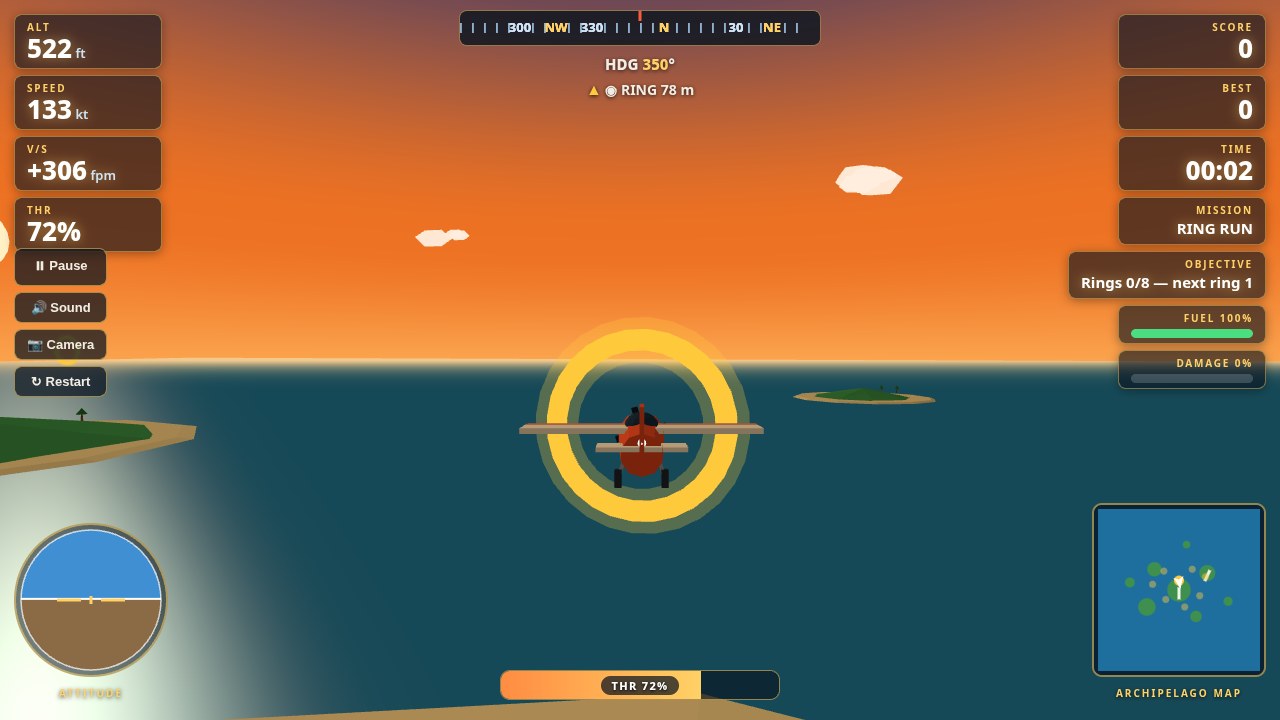 ALT
522 ft
SPEED
133 kt
V/S
+306 fpm
THR
72%
⏸ Pause
🔊 Sound
📷 Camera
↻ Restart
300 NW 330 N 30 NE
HDG 350°
▲ ◉ RING 78 m
SCORE
0
BEST
0
TIME
00:02
MISSION
RING RUN
OBJECTIVE
Rings 0/8 — next ring 1
FUEL 100%
DAMAGE 0%
ATTITUDE
THR 72%
ARCHIPELAGO MAP